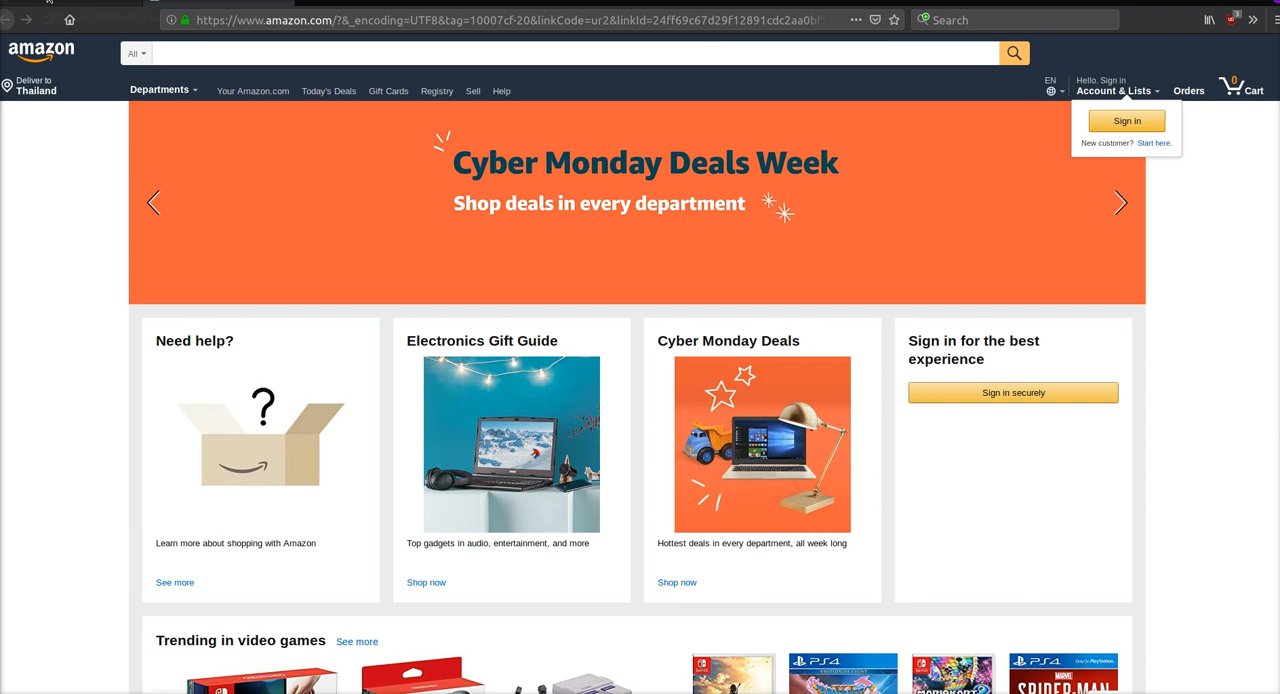 https://www.amazon.com/?&_encoding=UTF8&tag=10007cf-20&linkCode=ur2&linkId=24ff69c67d29f12891cdc2aa0bf
Search
3
amazon
All
Deliver to
Thailand
Departments
Your Amazon.com
Today's Deals
Gift Cards
Registry
Sell
Help
EN
Hello. Sign in
Account & Lists
Orders
0
Cart
Sign in
New customer? Start here.
Cyber Monday Deals Week
Shop deals in every department
Need help?
?
Learn more about shopping with Amazon
See more
Electronics Gift Guide
Top gadgets in audio, entertainment, and more
Shop now
Cyber Monday Deals
Hottest deals in every department, all week long
Shop now
Sign in for the best
experience
Sign in securely
Trending in video games See more
PS4
PS4
MARVEL
SPIDER-MAN